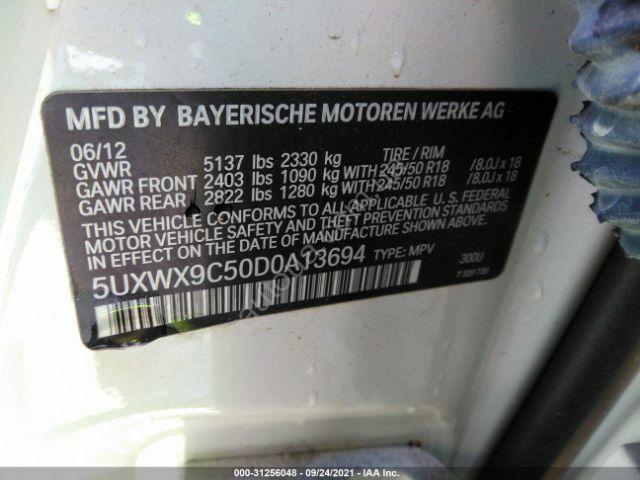 MFD BY BAYERISCHE MOTOREN WERKE AG
06/12 TIRE / RIM
GVWR 5137 lbs 2330 kg
GAWR FRONT 2403 lbs 1090 kg WITH 245/50 R18 /8.0J x 18
GAWR REAR 2822 lbs 1280 kg WITH 245/50 R18 /8.0J x 18
THIS VEHICLE CONFORMS TO ALL APPLICABLE U.S. FEDERAL
MOTOR VEHICLE SAFETY AND THEFT PREVENTION STANDARDS
IN EFFECT ON THE DATE OF MANUFACTURE SHOWN ABOVE.
5UXWX9C50D0A13694 TYPE: MPV 300U
7 320 730
000-31256048 - 09/24/2021 - IAA Inc.